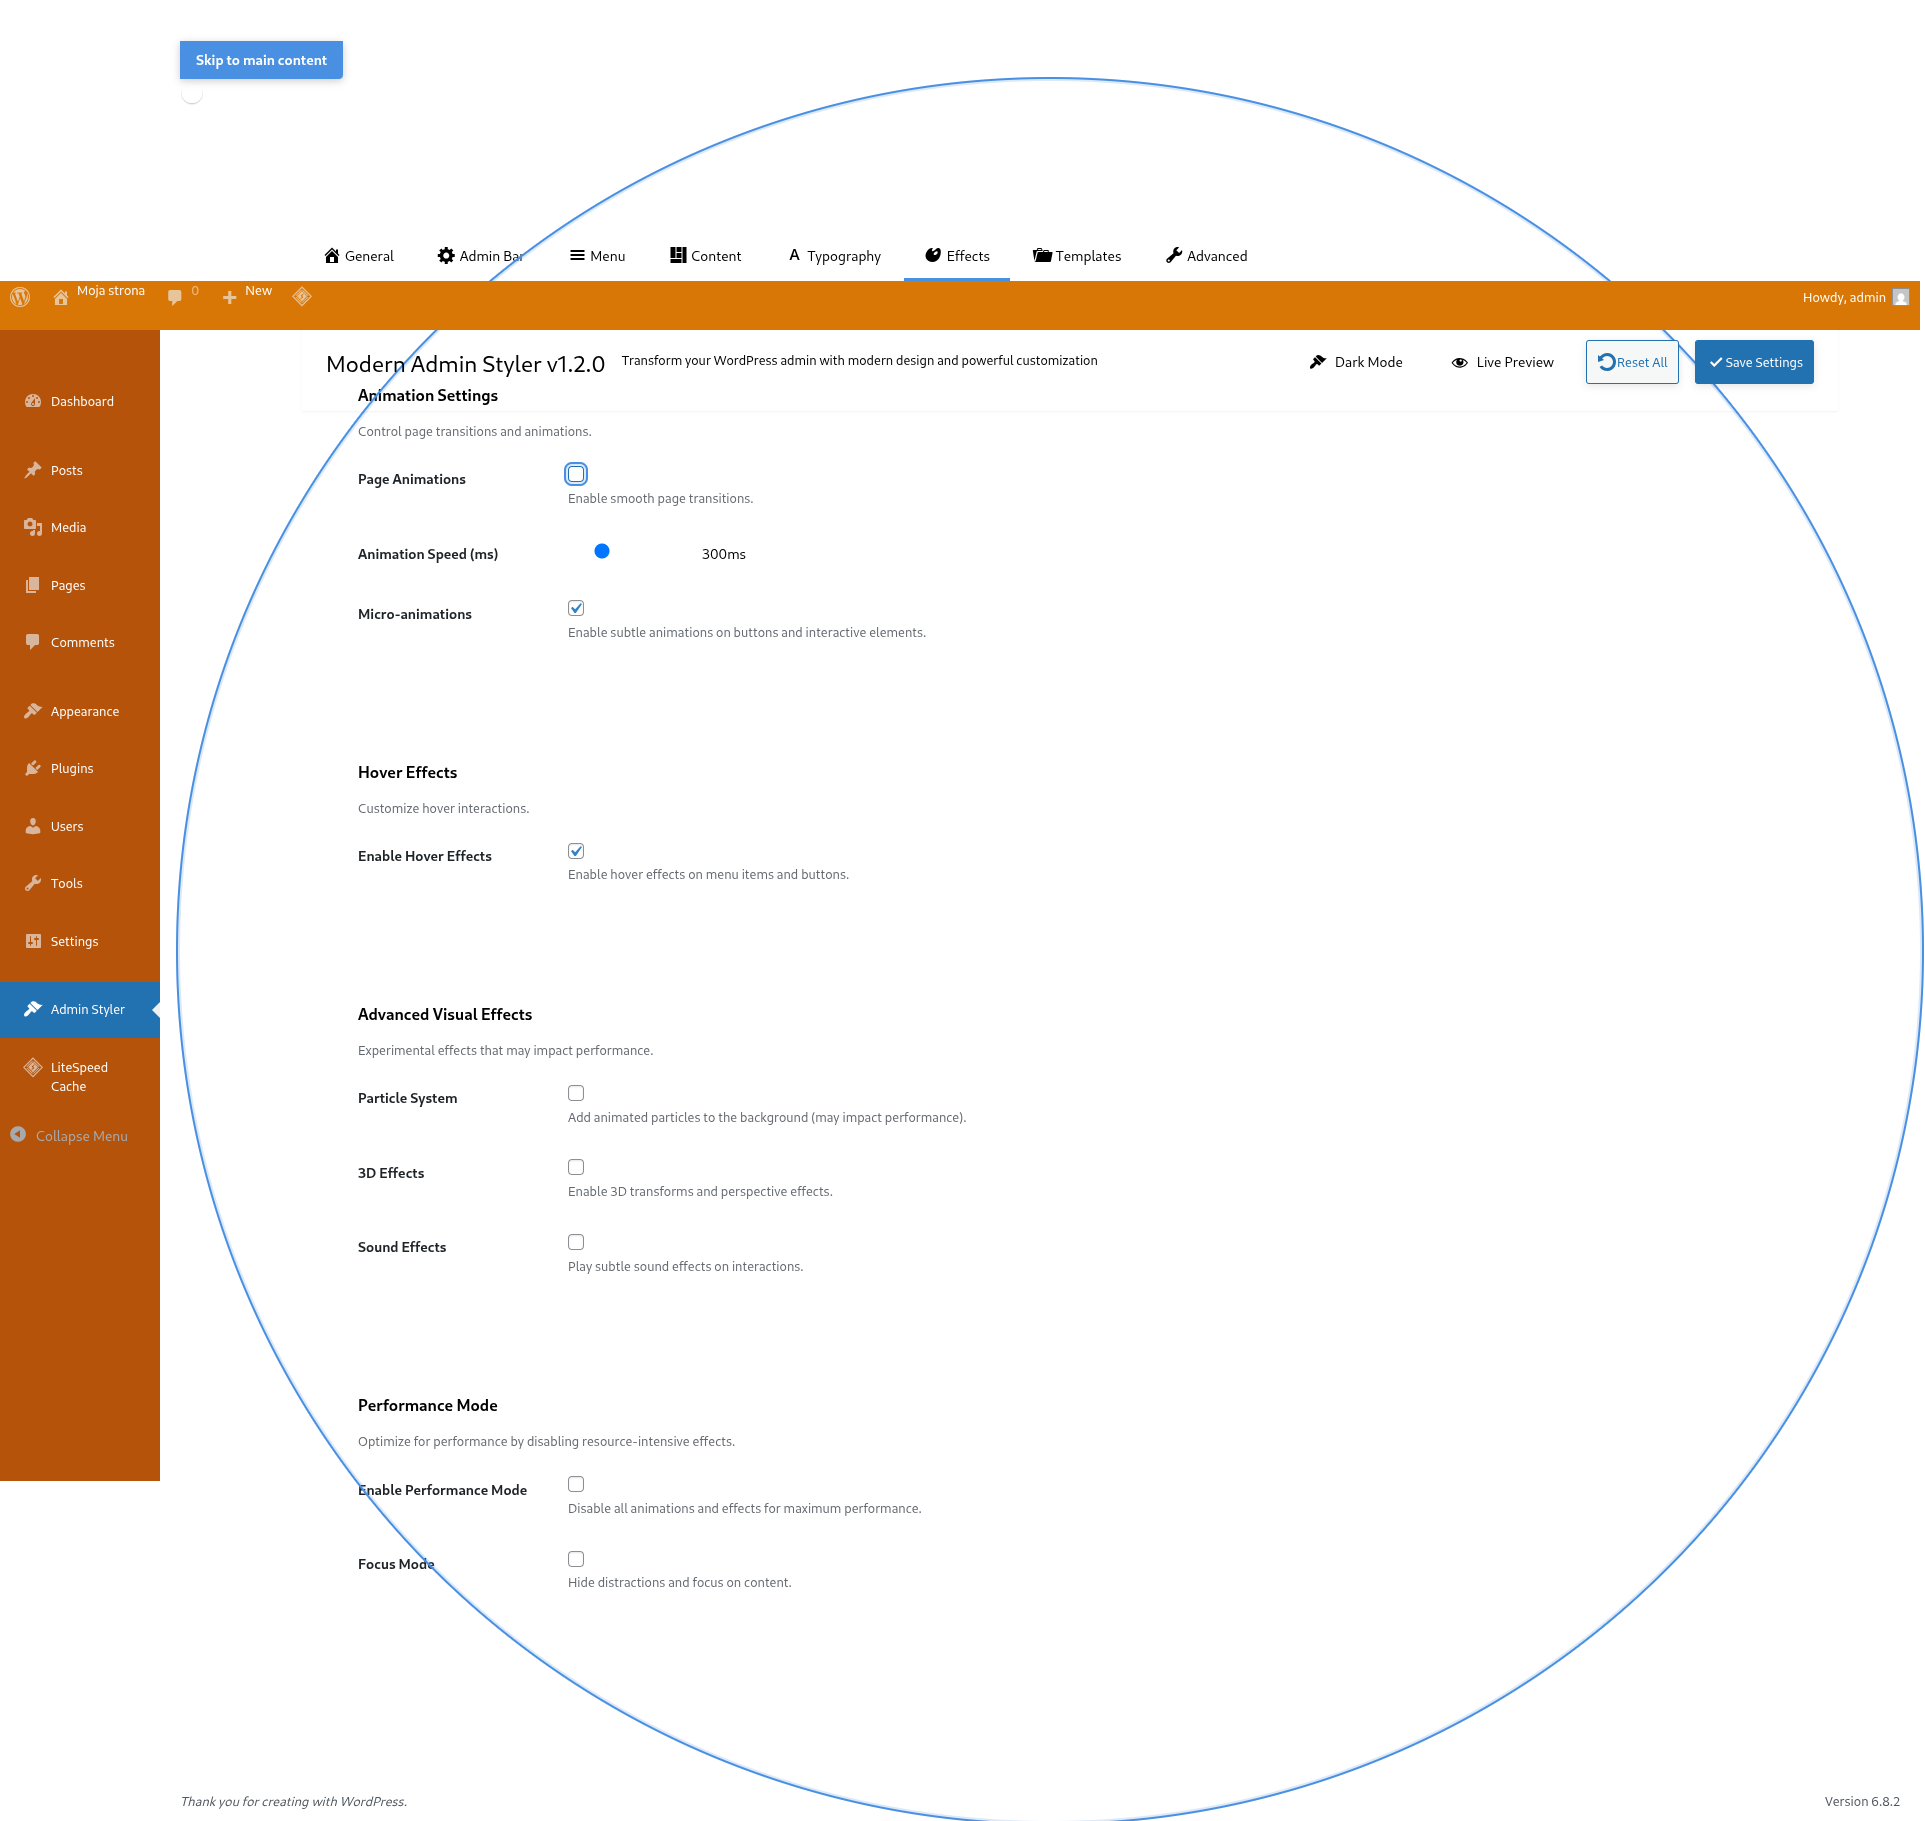 Skip to main content
General
Admin Bar
Menu
Content
Typography
Effects
Templates
Advanced
Moja strona
0
New
Howdy, admin
Modern Admin Styler v1.2.0
Transform your WordPress admin with modern design and powerful customization
Dark Mode
Live Preview
Reset All
Save Settings
Dashboard
Posts
Media
Pages
Comments
Appearance
Plugins
Users
Tools
Settings
Admin Styler
LiteSpeed
Cache
Collapse Menu
Animation Settings
Control page transitions and animations.
Page Animations
Enable smooth page transitions.
Animation Speed (ms)
300ms
Micro-animations
Enable subtle animations on buttons and interactive elements.
Hover Effects
Customize hover interactions.
Enable Hover Effects
Enable hover effects on menu items and buttons.
Advanced Visual Effects
Experimental effects that may impact performance.
Particle System
Add animated particles to the background (may impact performance).
3D Effects
Enable 3D transforms and perspective effects.
Sound Effects
Play subtle sound effects on interactions.
Performance Mode
Optimize for performance by disabling resource-intensive effects.
Enable Performance Mode
Disable all animations and effects for maximum performance.
Focus Mode
Hide distractions and focus on content.
Thank you for creating with WordPress.
Version 6.8.2